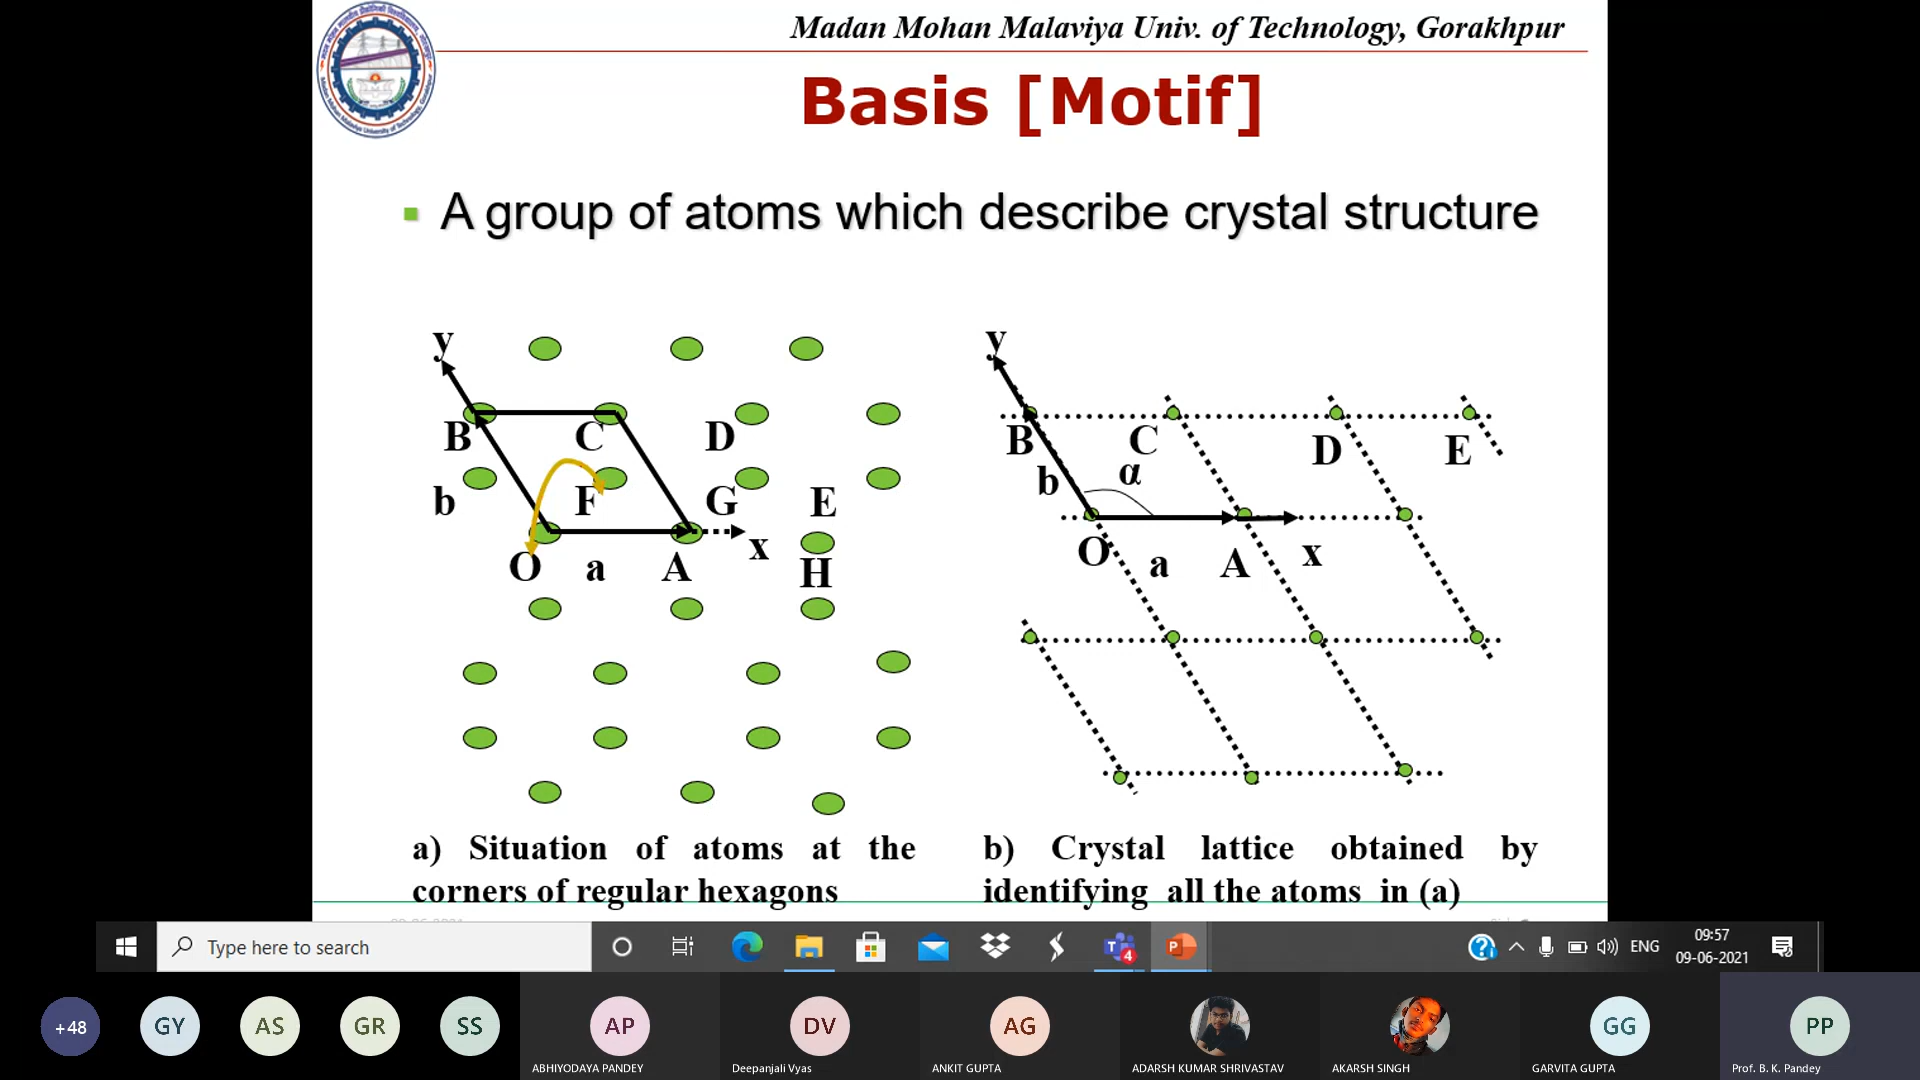 Madan Mohan Malaviya Univ. of Technology, Gorakhpur
Basis [Motif]
A group of atoms which describe crystal structure
y
B
C
D
b
F
G
E
O
a
A
x
H
y
B
C
D
E
b
α
O
a
A
x
a) Situation of atoms at the
corners of regular hexagons
b) Crystal lattice obtained by
identifying all the atoms in (a)
Type here to search
4
ENG
09:57
09-06-2021
+48
GY
AS
GR
SS
AP
ABHIYODAYA PANDEY
DV
Deepanjali Vyas
AG
ANKIT GUPTA
ADARSH KUMAR SHRIVASTAV
AKARSH SINGH
GG
GARVITA GUPTA
PP
Prof. B. K. Pandey